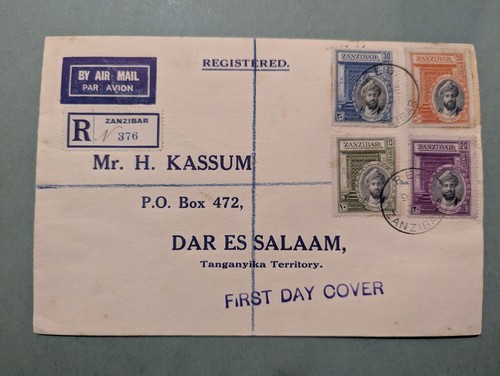 BY AIR MAIL
PAR AVION
REGISTERED.
R ZANZIBAR
N 376
ZANZIBAR
ZANZIBAR
ZANZIBAR
ZANZIBAR
Mr. H. KASSUM
P.O. Box 472,
DAR ES SALAAM,
Tanganyika Territory.
ZANZIBAR
FIRST DAY COVER